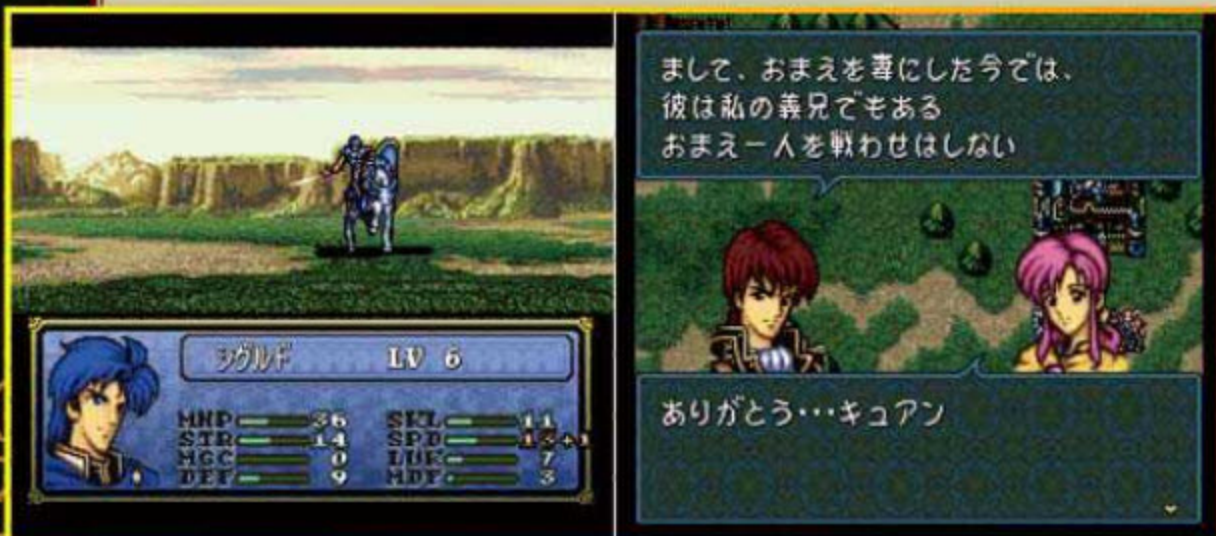 シグルド LV 6
MHP 36 SKL 11
STR 14 SPD 13+1
MGC 0 LUK 7
DEF 9 MDF 3
まして、おまえを妻にした今では、
彼は私の義兄でもある
おまえ一人を戦わせはしない
ありがとう・・・キュアン